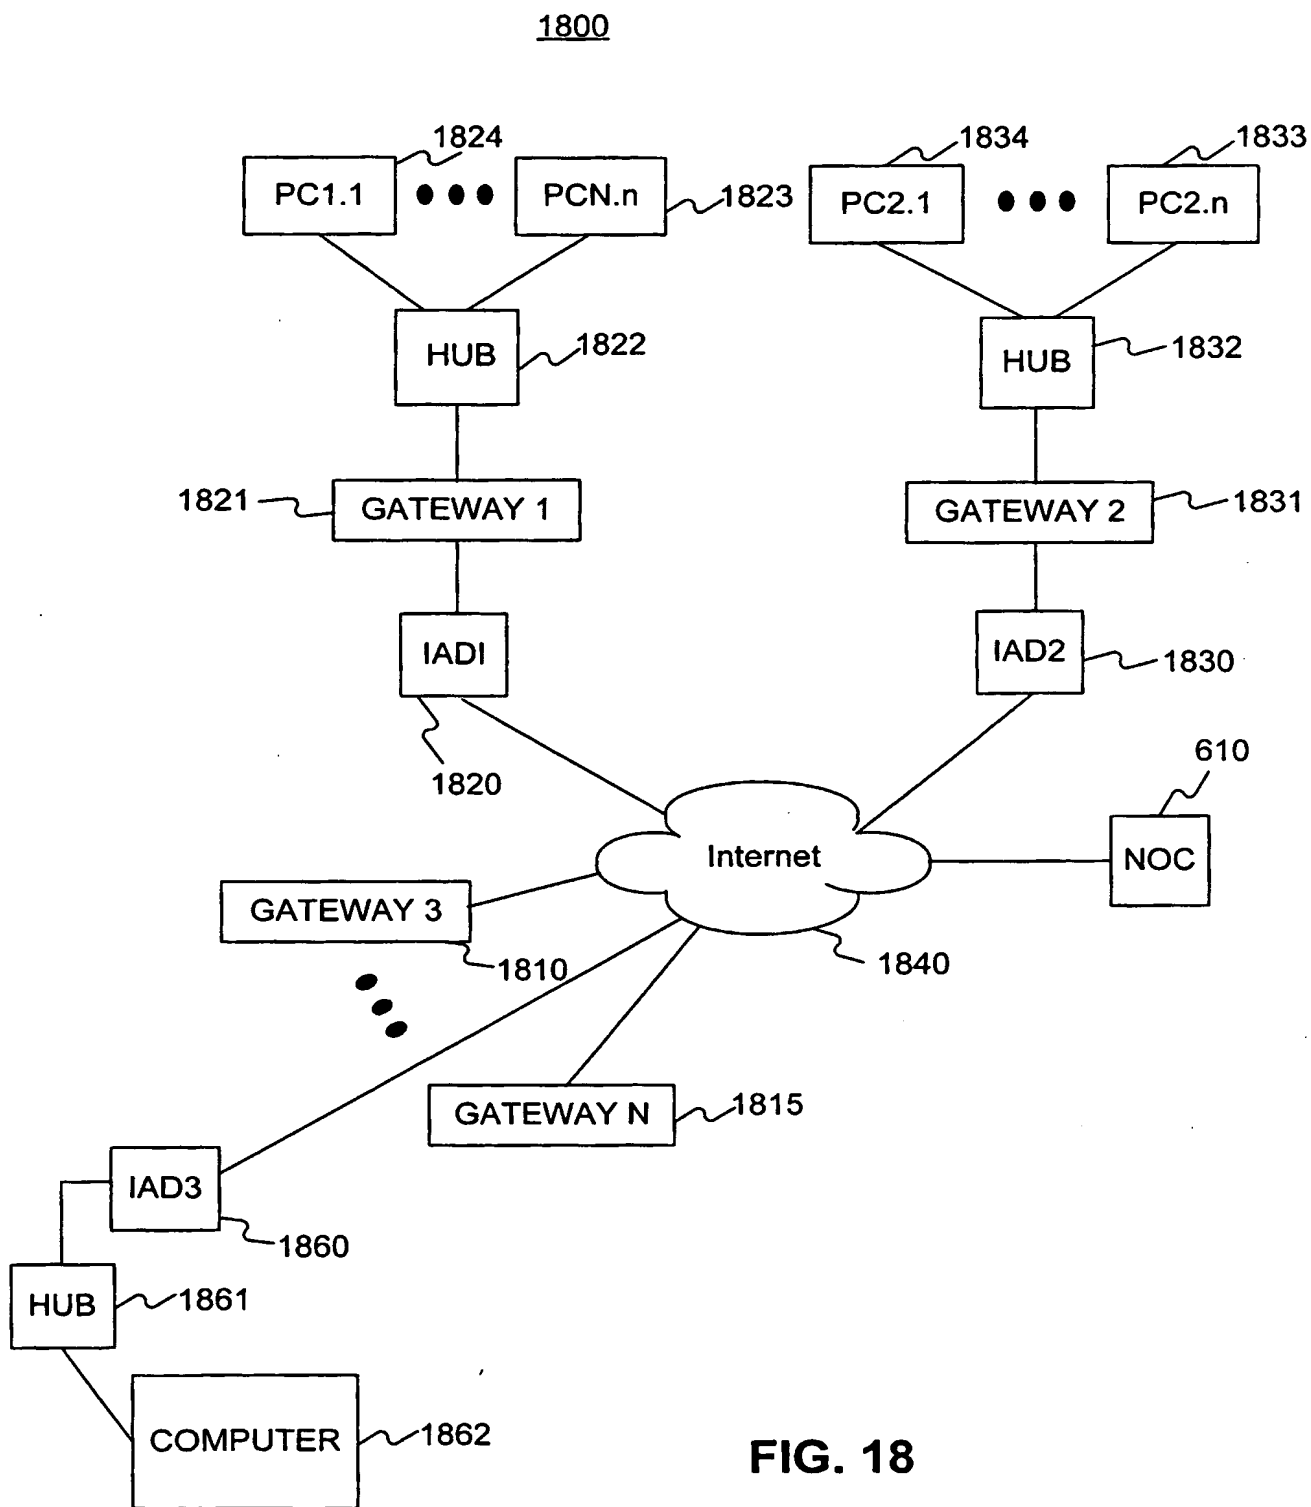 1800
1824
1834
1833
PC1.1
PCN.n
1823
PC2.1
PC2.n
HUB
1822
HUB
1832
1821
GATEWAY 1
GATEWAY 2
1831
IADI
IAD2
1830
1820
610
Internet
NOC
GATEWAY 3
1810
1840
GATEWAY N
1815
IAD3
1860
HUB
1861
COMPUTER
1862
FIG. 18